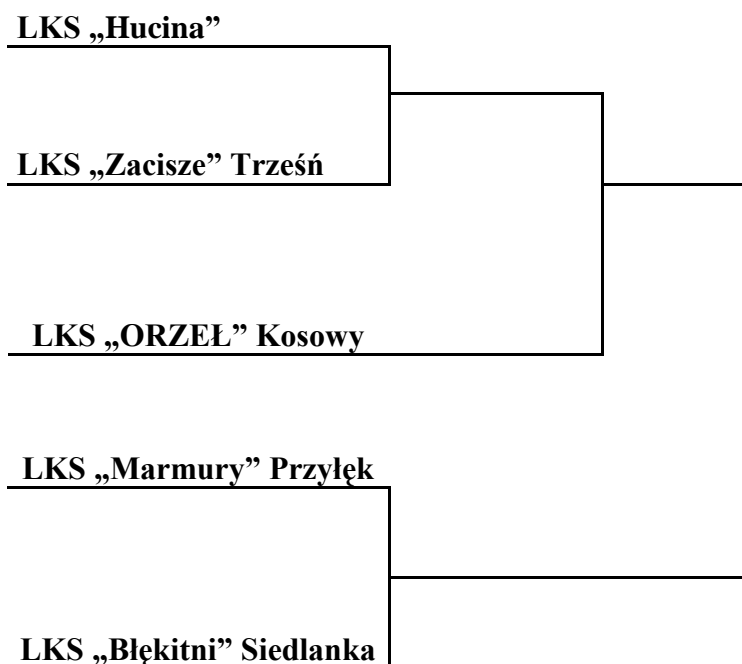 LKS „Hucina”
LKS „Zacisze” Trześń
LKS „ORZEŁ” Kosowy
LKS „Marmury” Przyłęk
LKS „Błękitni” Siedlanka